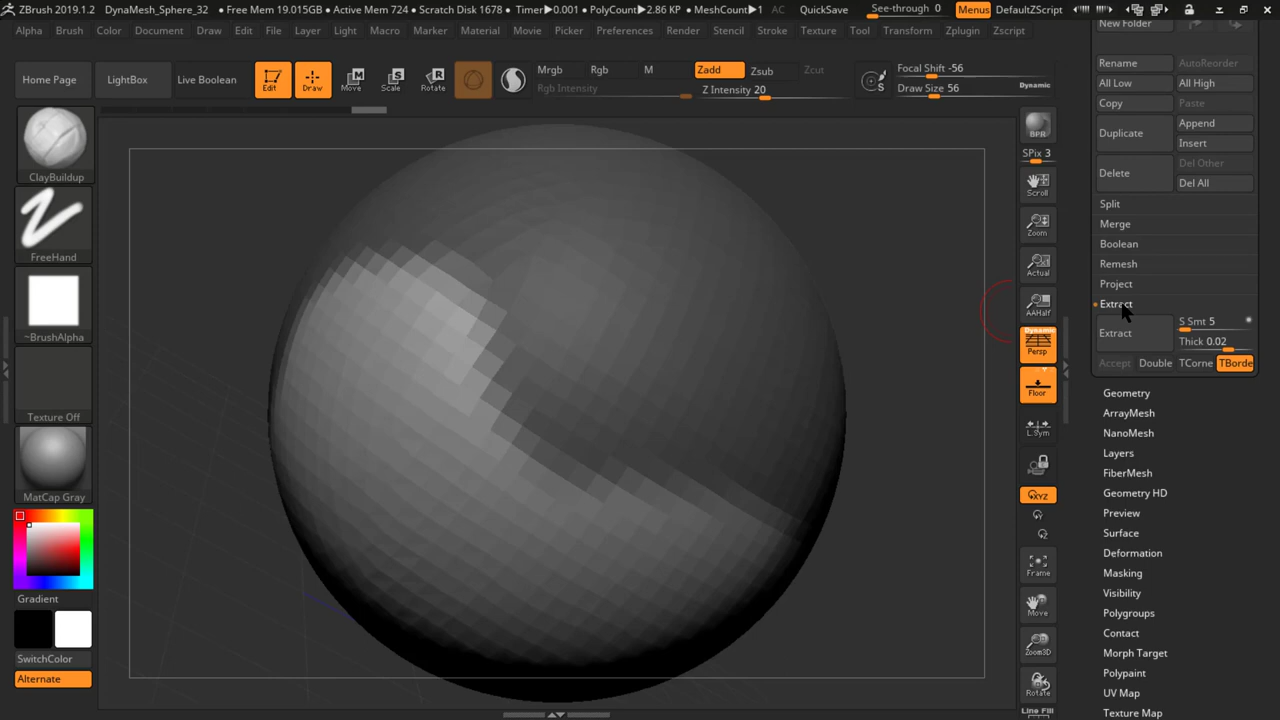 ZBrush 2019.1.2 DynaMesh_Sphere_32 • Free Mem 19.015GB • Active Mem 724 • Scratch Disk 1678 • Timer▶0.001 • PolyCount▶2.86 KP • MeshCount▶1 AC QuickSave See-through 0 Menus DefaultZScript
Alpha Brush Color Document Draw Edit File Layer Light Macro Marker Material Movie Picker Preferences Render Stencil Stroke Texture Tool Transform Zplugin Zscript
Home Page LightBox Live Boolean Edit Draw Move Scale Rotate
Mrgb Rgb M Zadd Zsub Zcut
Rgb Intensity Z Intensity 20
Focal Shift -56
Draw Size 56 Dynamic
ClayBuildup
FreeHand
~BrushAlpha
Texture Off
MatCap Gray
Gradient
SwitchColor
Alternate
BPR
SPix 3
Scroll
Zoom
Actual
AAHalf
Dynamic
Persp
Floor
L.Sym
XYZ
Y
Z
Frame
Move
Zoom3D
Rotate
Line Fill
New Folder
Rename AutoReorder
All Low All High
Copy Paste
Duplicate Append
Insert
Delete Del Other
Del All
Split
Merge
Boolean
Remesh
Project
Extract
Extract S Smt 5
Thick 0.02
Accept Double TCorne TBorde
Geometry
ArrayMesh
NanoMesh
Layers
FiberMesh
Geometry HD
Preview
Surface
Deformation
Masking
Visibility
Polygroups
Contact
Morph Target
Polypaint
UV Map
Texture Map